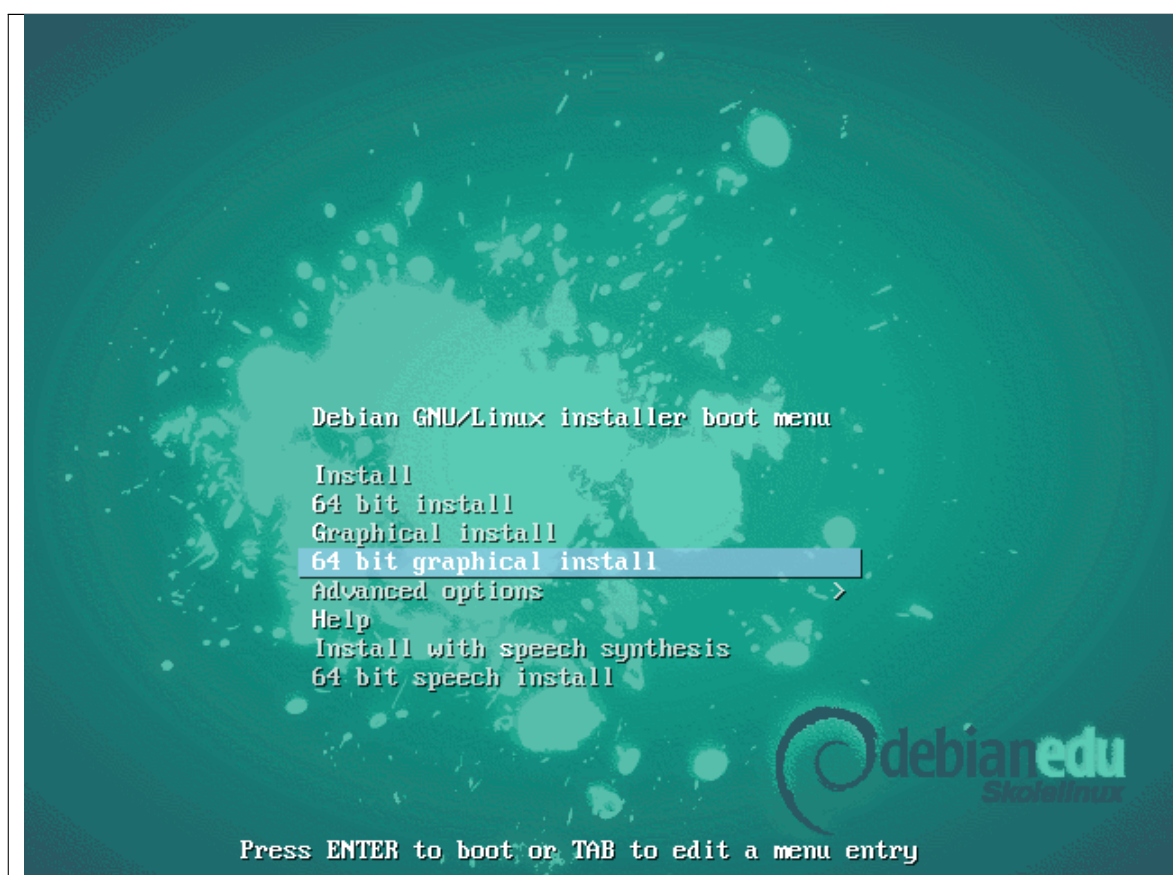 Debian GNU/Linux installer boot menu
Install
64 bit install
Graphical install
64 bit graphical install
Advanced options >
Help
Install with speech synthesis
64 bit speech install
debianedu
Skolelinux
Press ENTER to boot or TAB to edit a menu entry